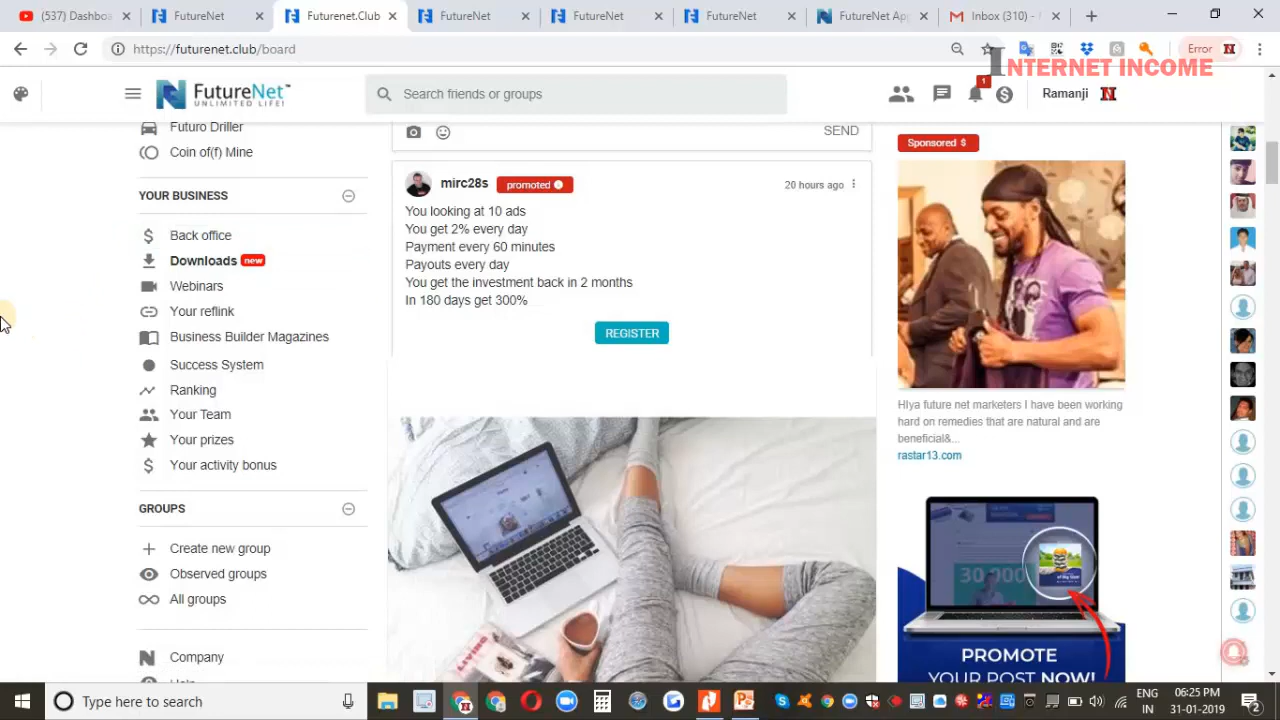 (537) Dashbo
FutureNet
Futurenet.Club
FutureNet
FutureNet
FutureNet
FutureNet Ap
Inbox (310) -
https://futurenet.club/board
Error
INTERNET INCOME
FutureNet
UNLIMITED LIFE!
Search friends or groups
1
Ramanji
Futuro Driller
Coin of(f) Mine
YOUR BUSINESS
Back office
Downloads new
Webinars
Your reflink
Business Builder Magazines
Success System
Ranking
Your Team
Your prizes
Your activity bonus
GROUPS
Create new group
Observed groups
All groups
Company
SEND
mirc28s promoted
20 hours ago
You looking at 10 ads
You get 2% every day
Payment every 60 minutes
Payouts every day
You get the investment back in 2 months
In 180 days get 300%
REGISTER
Sponsored $
HIya future net marketers I have been working
hard on remedies that are natural and are
beneficial&...
rastar13.com
30 000
PROMOTE
YOUR POST NOW!
Type here to search
ENG
IN
06:25 PM
31-01-2019
2